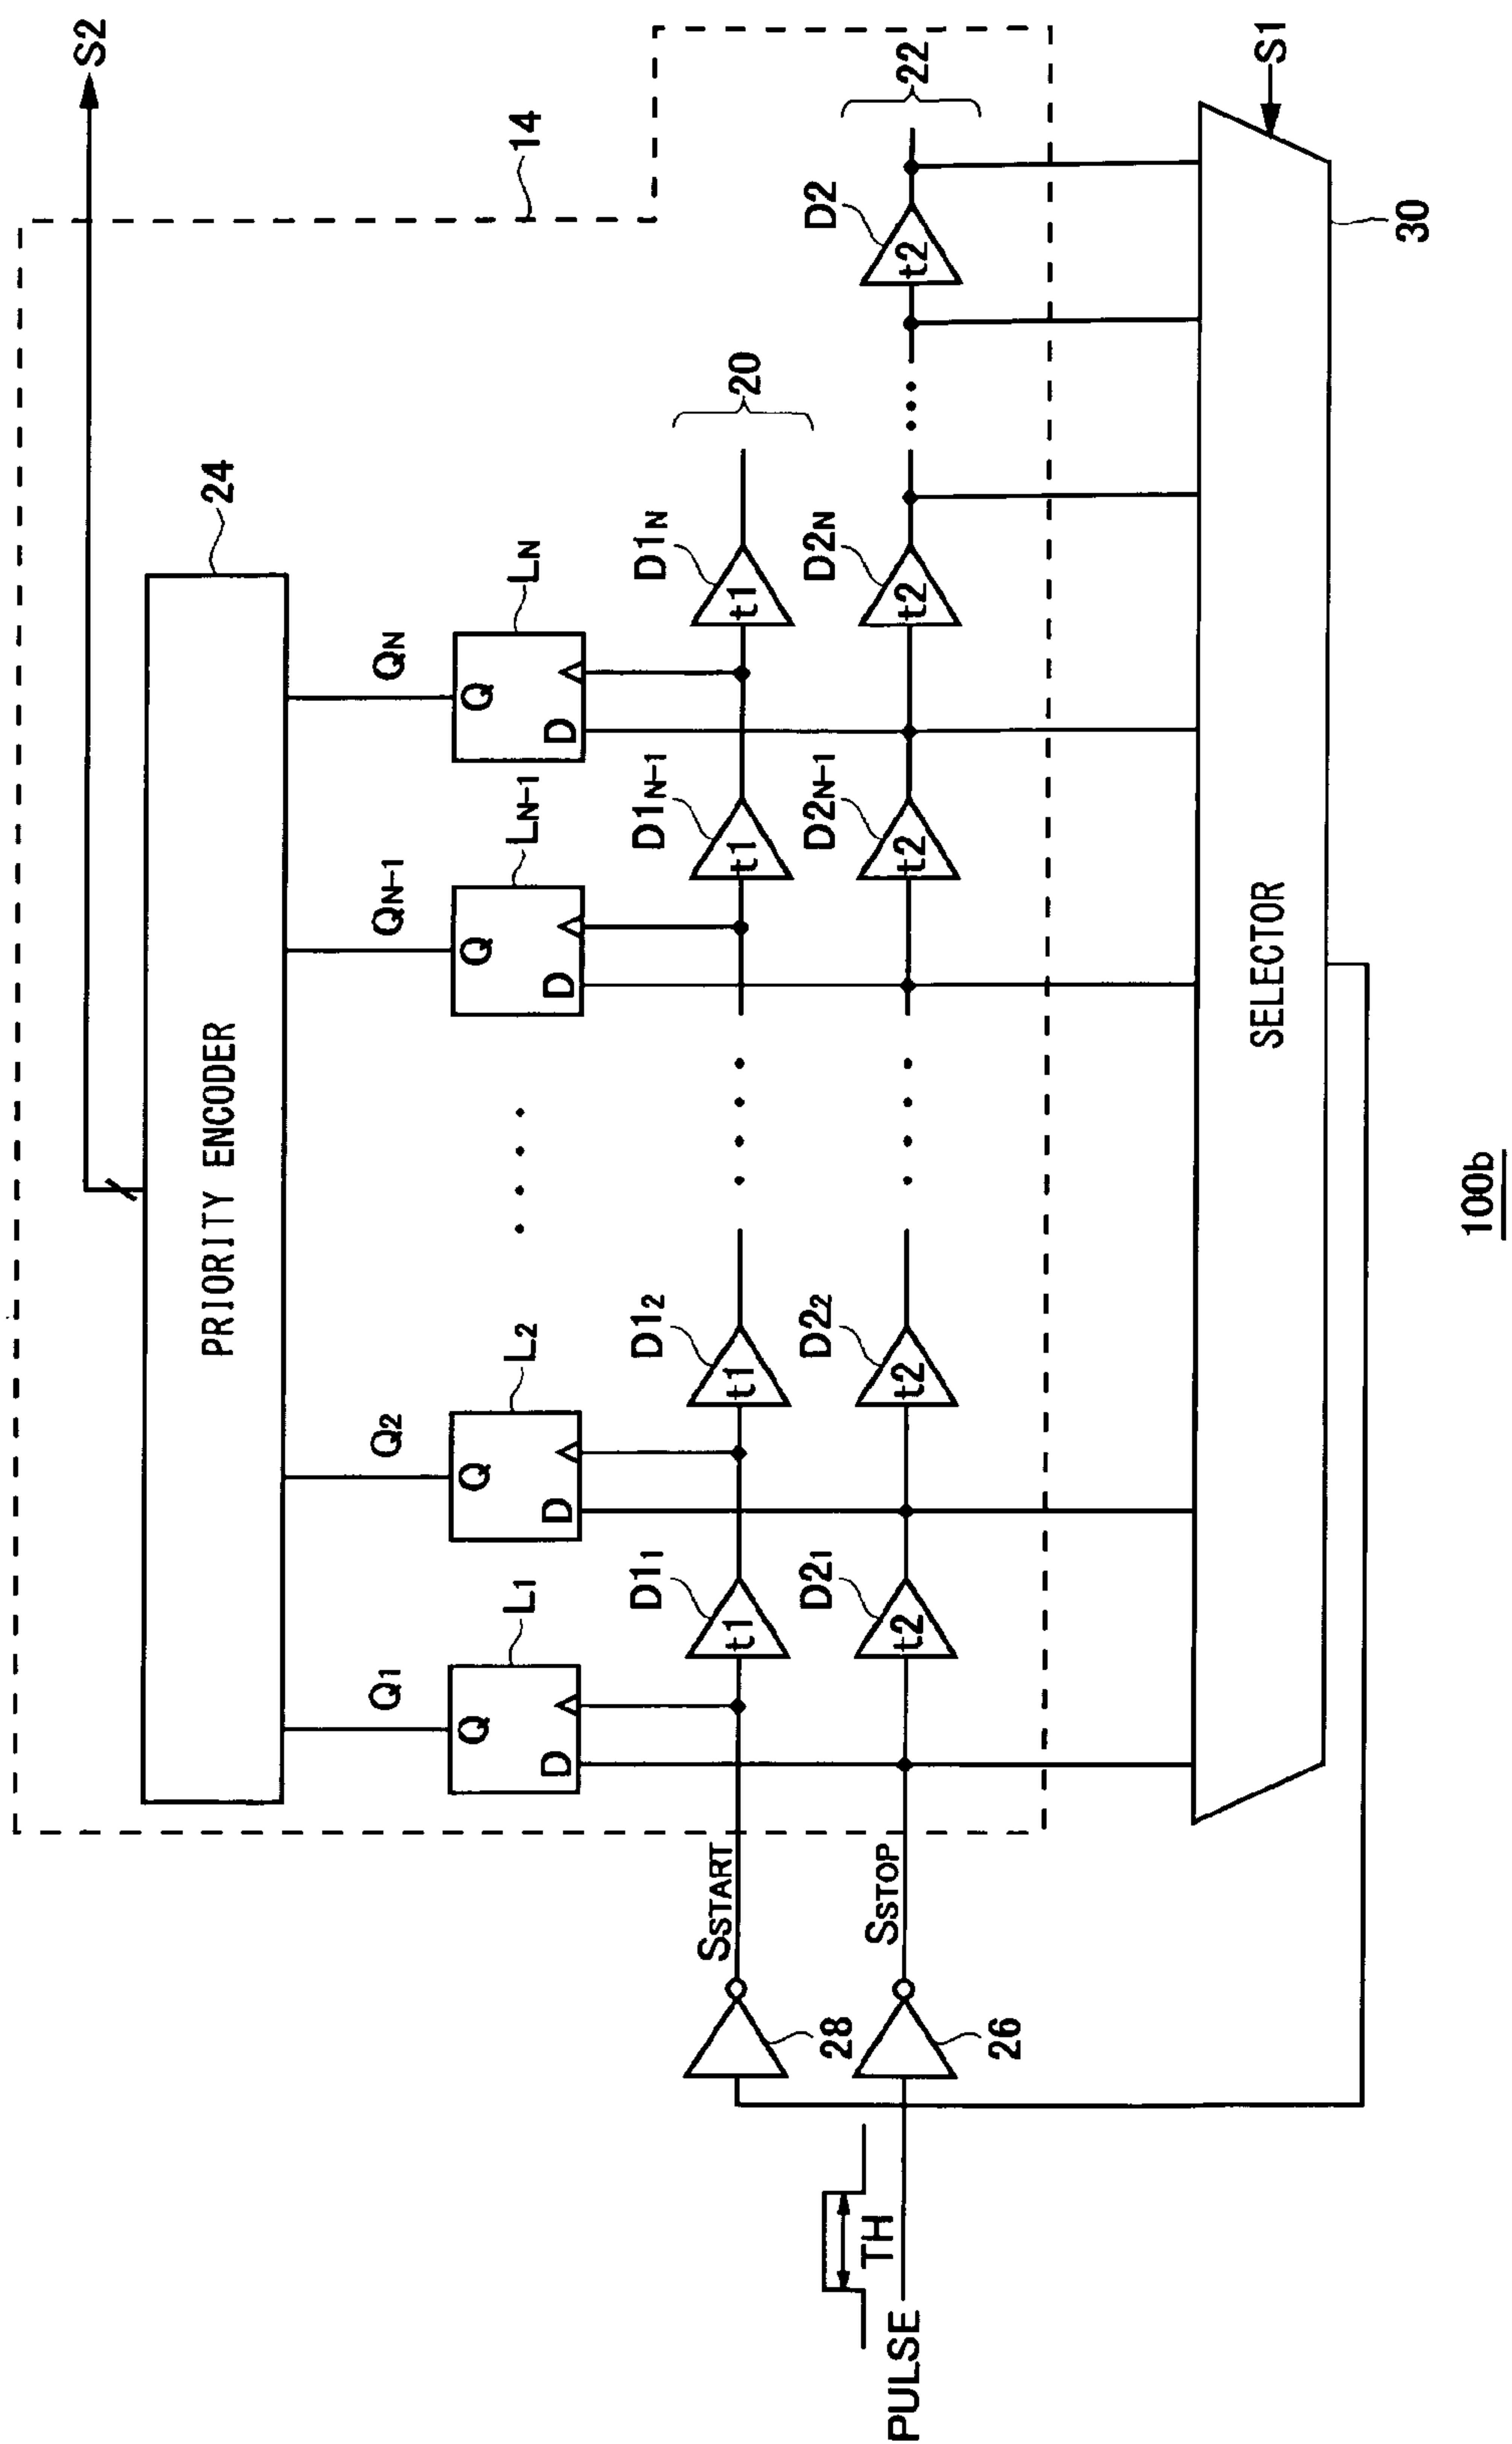 S2
14
24
PRIORITY ENCODER
Q1
Q2
QN-1
QN
L1
L2
LN-1
LN
Q
D
Q
D
Q
D
Q
D
20
22
D11
D12
D1N-1
D1N
t1
t1
t1
t1
D21
D22
D2N-1
D2N
D2
t2
t2
t2
t2
t2
SSTART
SSTOP
28
26
TH
PULSE
SELECTOR
S1
30
100b